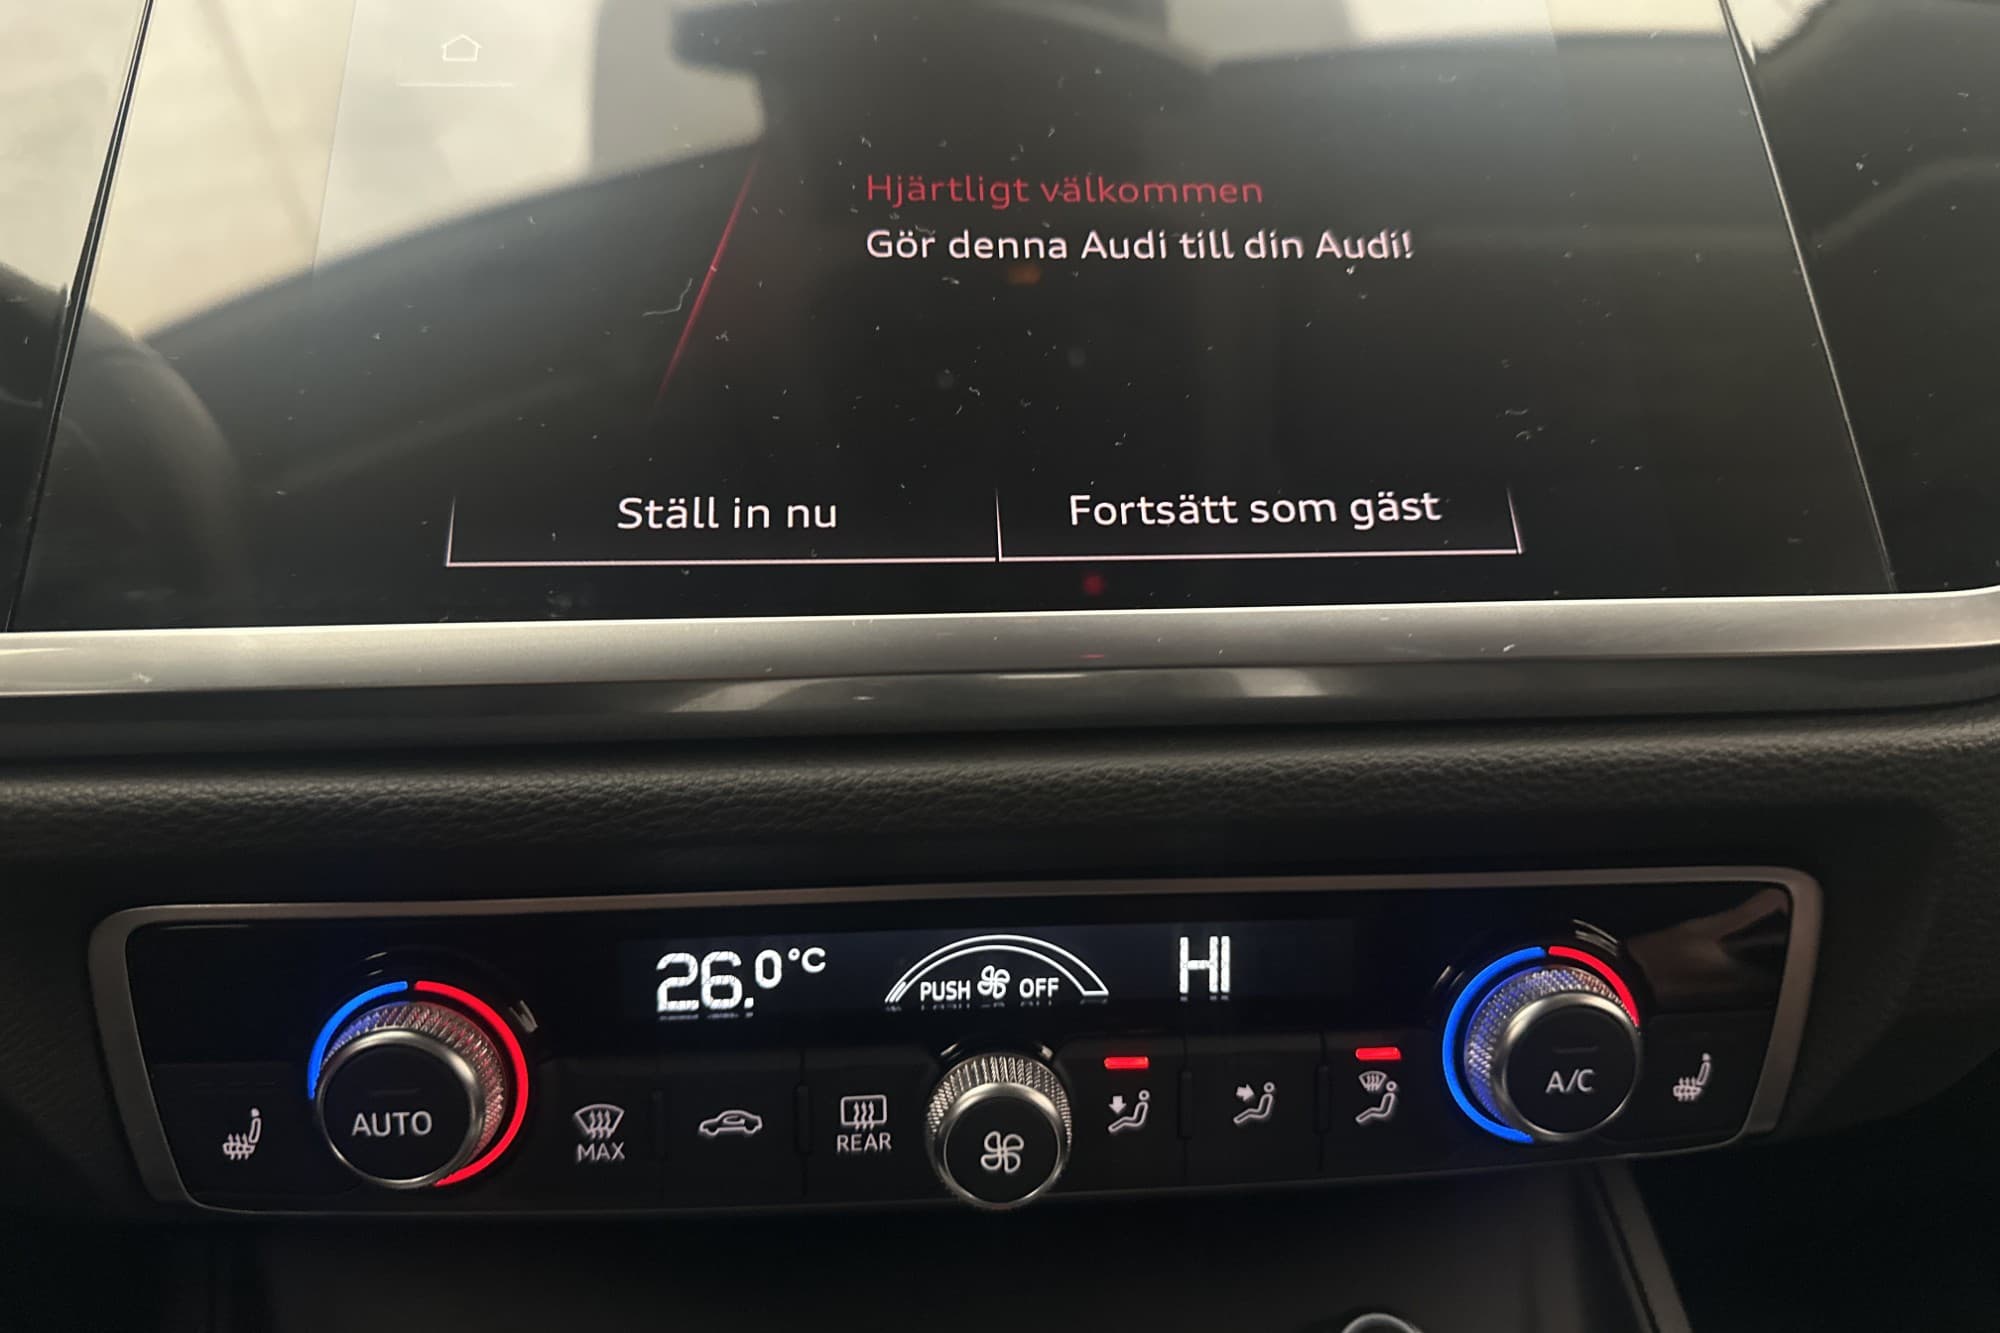 Hjärtligt välkommen
Gör denna Audi till din Audi!
Ställ in nu
Fortsätt som gäst
26.0°C
PUSH OFF
HI
AUTO
MAX
REAR
A/C